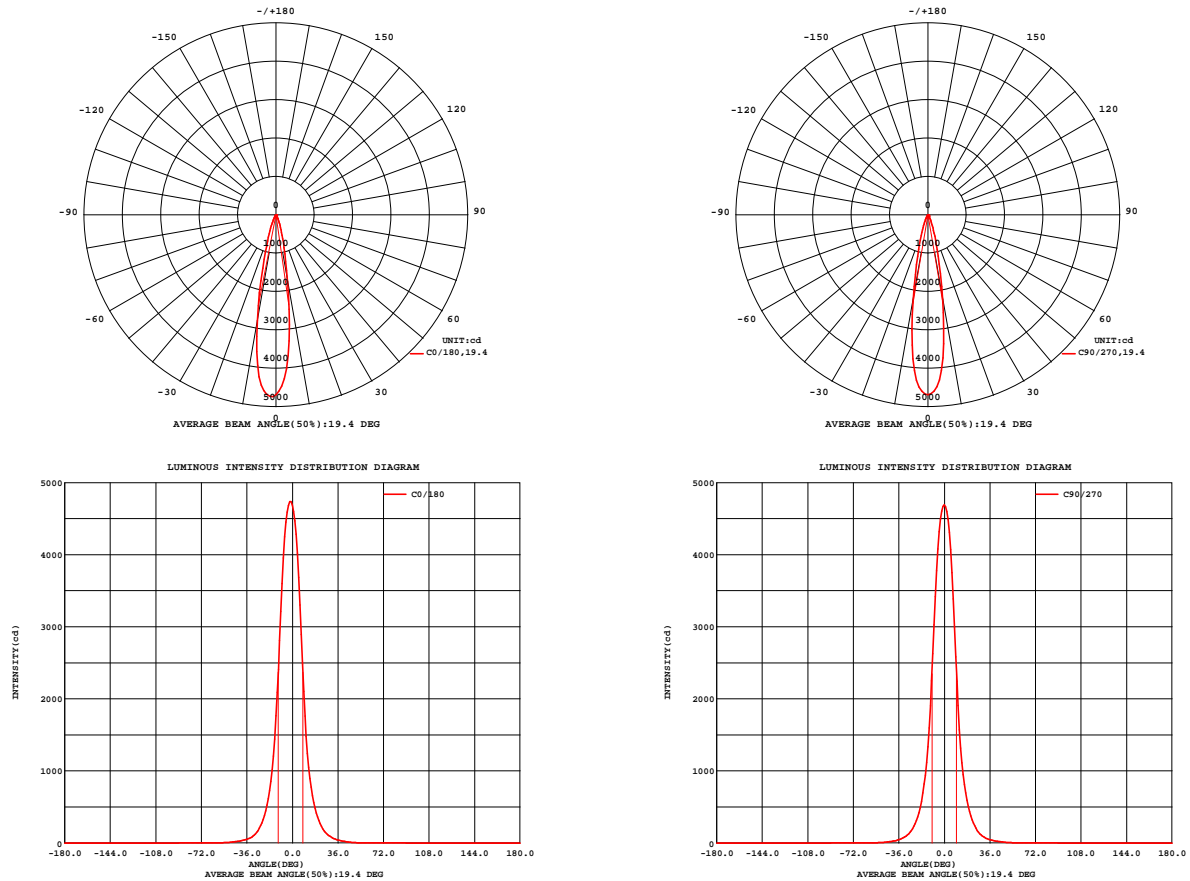 -/+180
-150
150
-120
120
-90
90
0
1000
2000
3000
4000
5000
-60
60
-30
30
0
UNIT:cd
C0/180,19.4
AVERAGE BEAM ANGLE(50%):19.4 DEG
-/+180
-150
150
-120
120
-90
90
0
1000
2000
3000
4000
5000
-60
60
-30
30
0
UNIT:cd
C90/270,19.4
AVERAGE BEAM ANGLE(50%):19.4 DEG
LUMINOUS INTENSITY DISTRIBUTION DIAGRAM
C0/180
INTENSITY(cd)
5000
4000
3000
2000
1000
0
-180.0 -144.0 -108.0 -72.0 -36.0 0.0 36.0 72.0 108.0 144.0 180.0
ANGLE(DEG)
AVERAGE BEAM ANGLE(50%):19.4 DEG
LUMINOUS INTENSITY DISTRIBUTION DIAGRAM
C90/270
INTENSITY(cd)
5000
4000
3000
2000
1000
0
-180.0 -144.0 -108.0 -72.0 -36.0 0.0 36.0 72.0 108.0 144.0 180.0
ANGLE(DEG)
AVERAGE BEAM ANGLE(50%):19.4 DEG